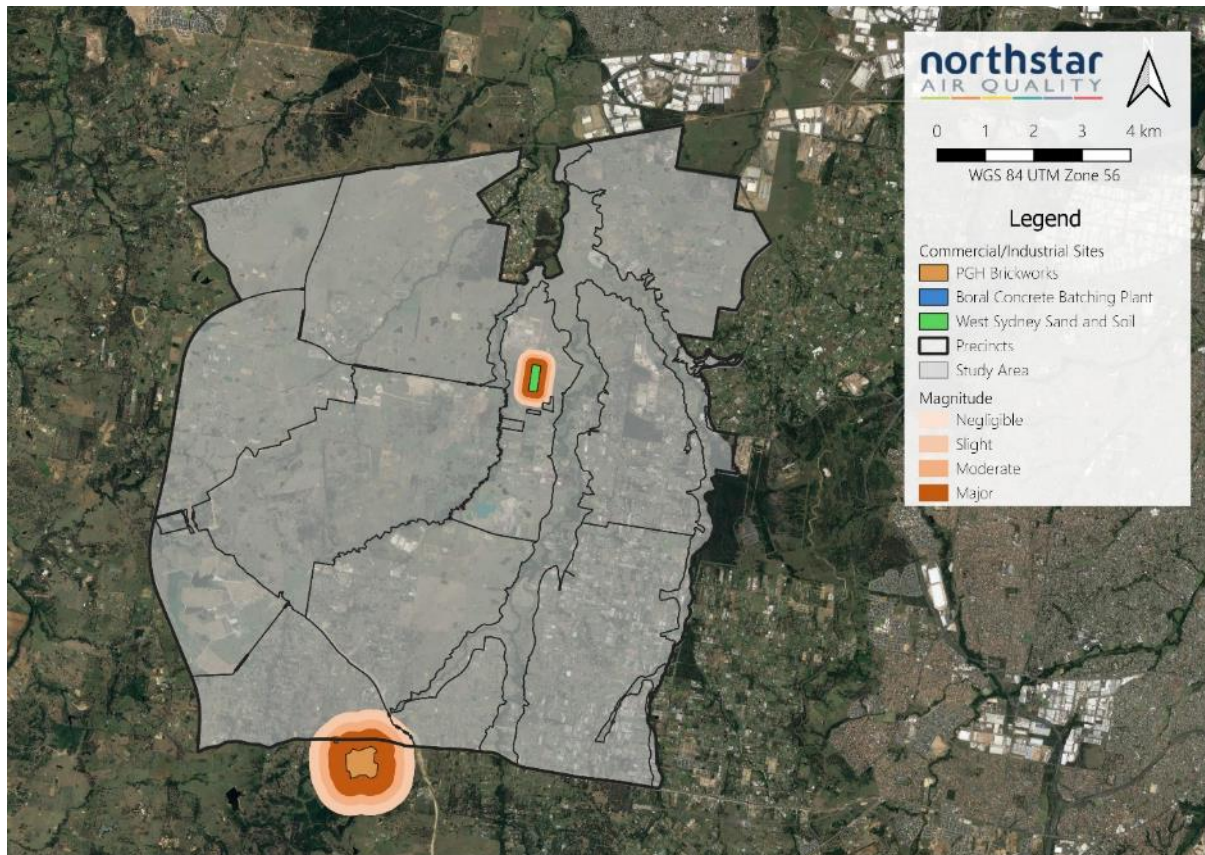 northstar
AIR QUALITY
N
0 1 2 3 4 km
WGS 84 UTM Zone 56
Legend
Commercial/Industrial Sites
PGH Brickworks
Boral Concrete Batching Plant
West Sydney Sand and Soil
Precincts
Study Area
Magnitude
Negligible
Slight
Moderate
Major